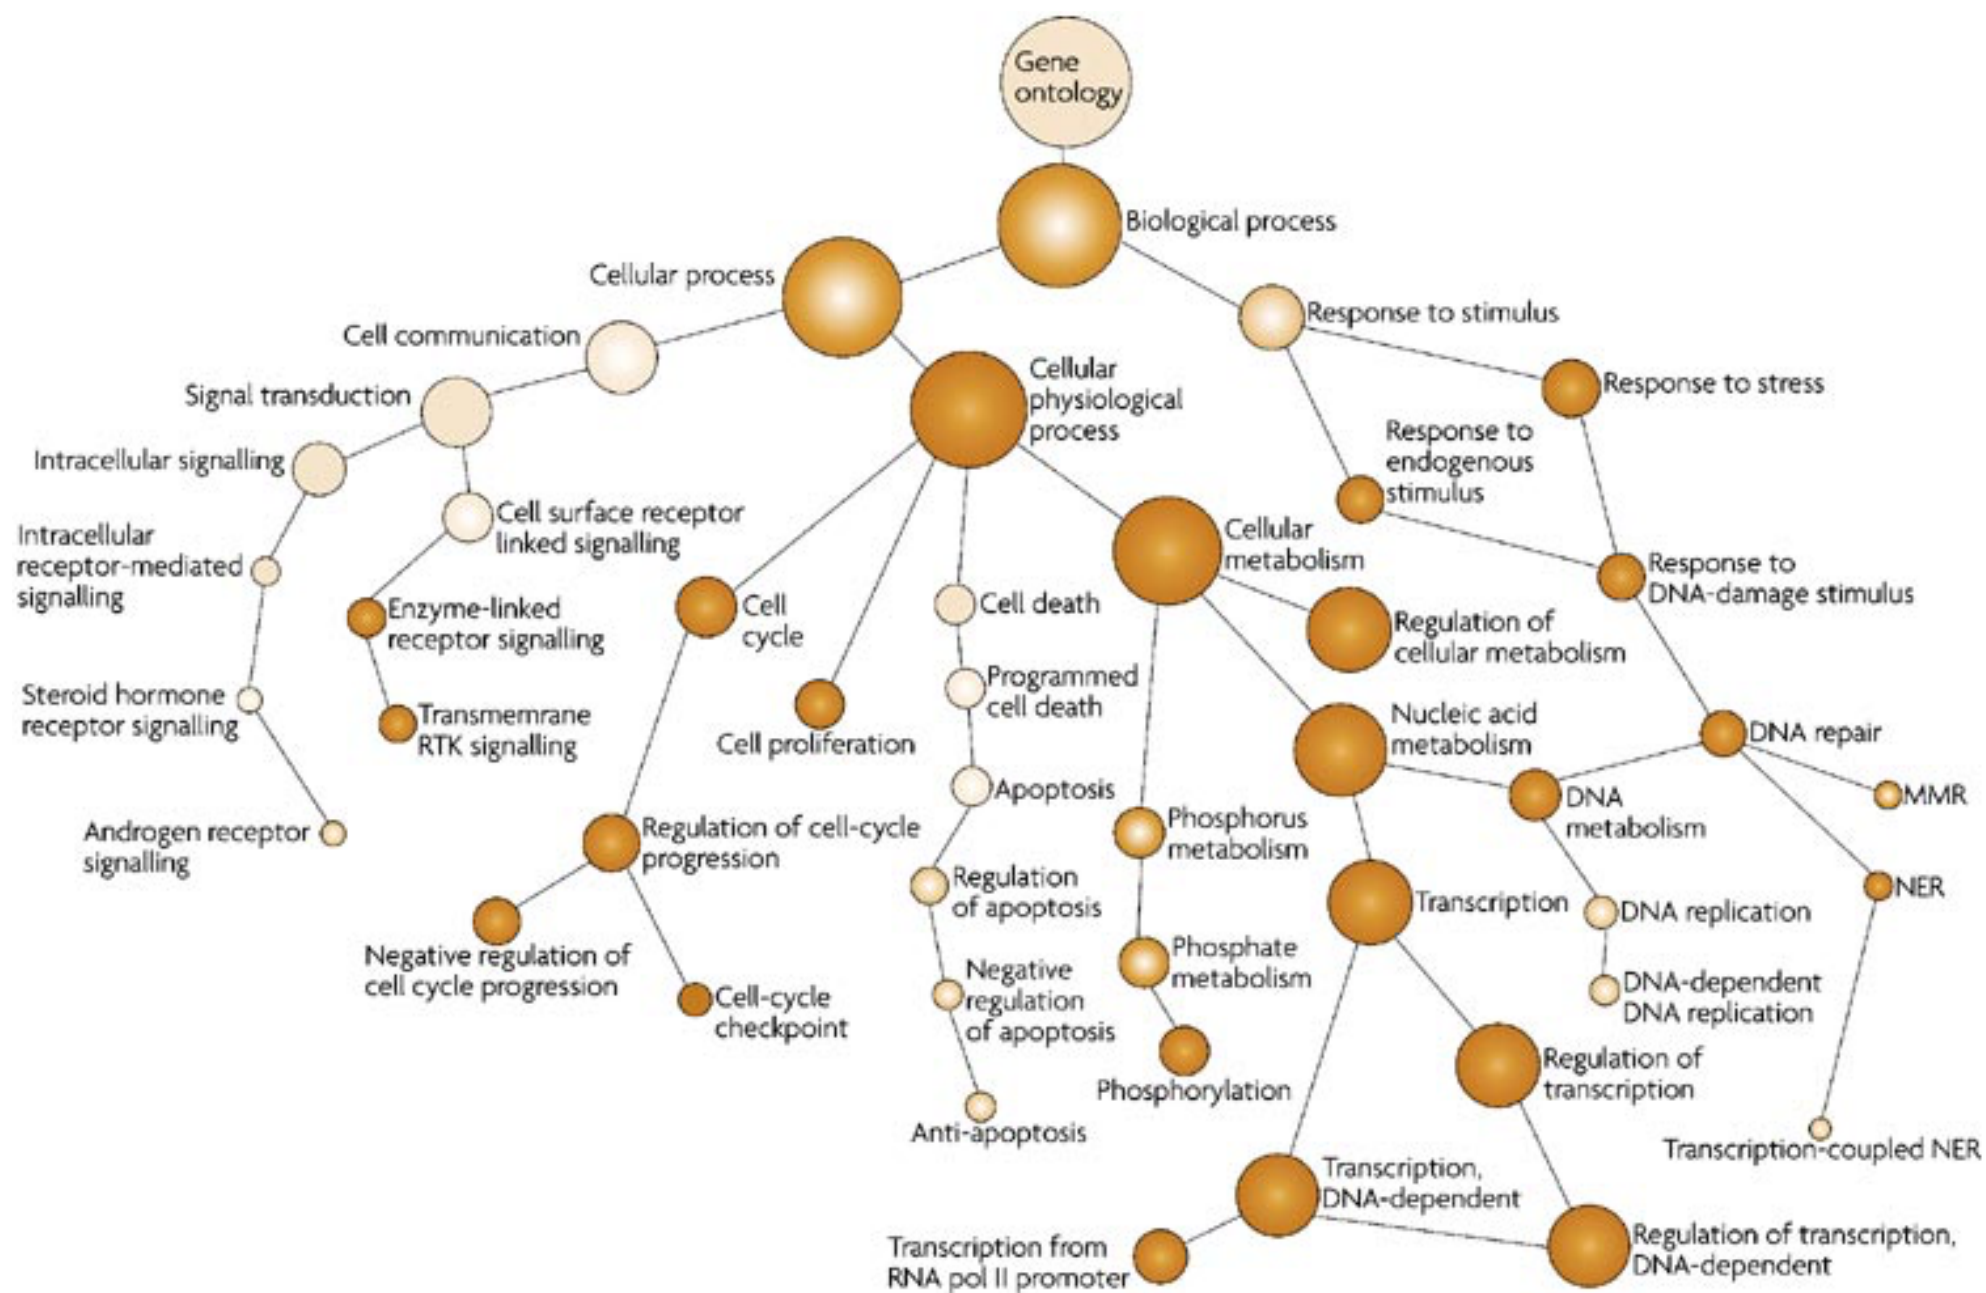 Gene
ontology
Biological process
Cellular process
Response to stimulus
Cell communication
Cellular
physiological
process
Response to stress
Signal transduction
Response to
endogenous
stimulus
Intracellular signalling
Cell surface receptor
linked signalling
Cellular
metabolism
Intracellular
receptor-mediated
signalling
Response to
DNA-damage stimulus
Enzyme-linked
receptor signalling
Cell
cycle
Cell death
Regulation of
cellular metabolism
Steroid hormone
receptor signalling
Transmemrane
RTK signalling
Cell proliferation
Programmed
cell death
Nucleic acid
metabolism
DNA repair
Apoptosis
DNA
metabolism
MMR
Androgen receptor
signalling
Regulation of cell-cycle
progression
Phosphorus
metabolism
Regulation
of apoptosis
Transcription
DNA replication
NER
Negative regulation of
cell cycle progression
Cell-cycle
checkpoint
Negative
regulation
of apoptosis
Phosphate
metabolism
DNA-dependent
DNA replication
Phosphorylation
Regulation of
transcription
Anti-apoptosis
Transcription-coupled NER
Transcription,
DNA-dependent
Transcription from
RNA pol II promoter
Regulation of transcription,
DNA-dependent